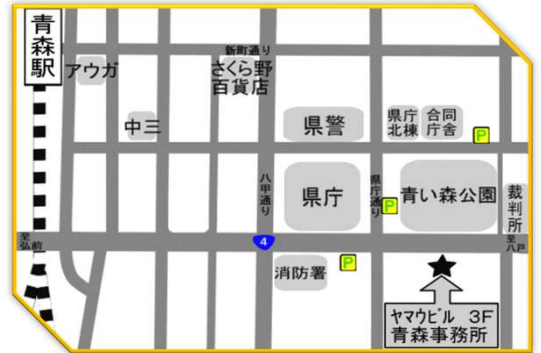 青森駅
アウガ
新町通り
さくら野
百貨店
中三
県警
県庁
北棟
合同
庁舎
P
八甲通り
県庁
県庁通り
P
青い森公園
裁判所
至
弘前
4
至
八戸
消防署
P
ヤマウビル 3F
青森事務所